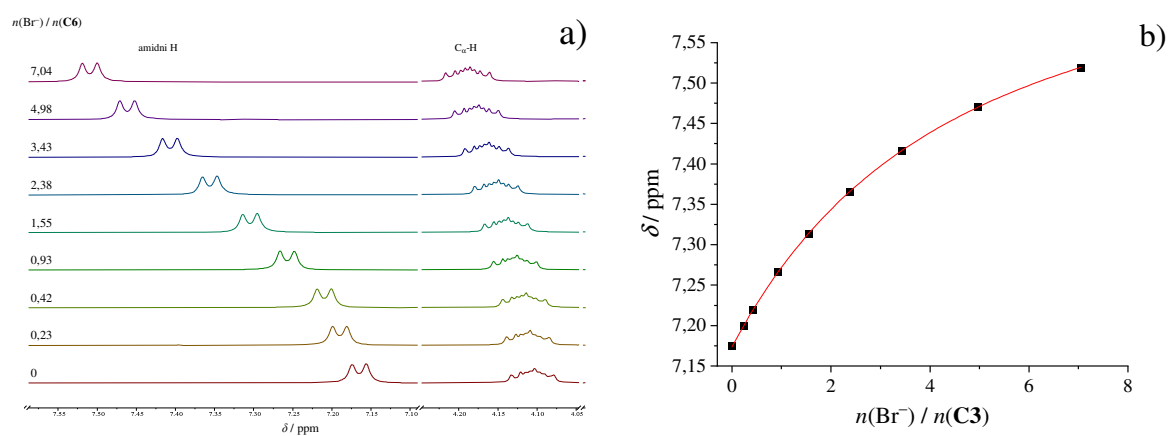 n(Br⁻) / n(C6)
a)
amidni H
Cα-H
7,04
4,98
3,43
2,38
1,55
0,93
0,42
0,23
0
7.55 7.50 7.45 7.40 7.35 7.30 7.25 7.20 7.15 7.10 4.20 4.15 4.10 4.05
δ / ppm
b)
7,55
7,50
7,45
7,40
7,35
7,30
7,25
7,20
7,15
δ / ppm
0 2 4 6 8
n(Br⁻) / n(C3)